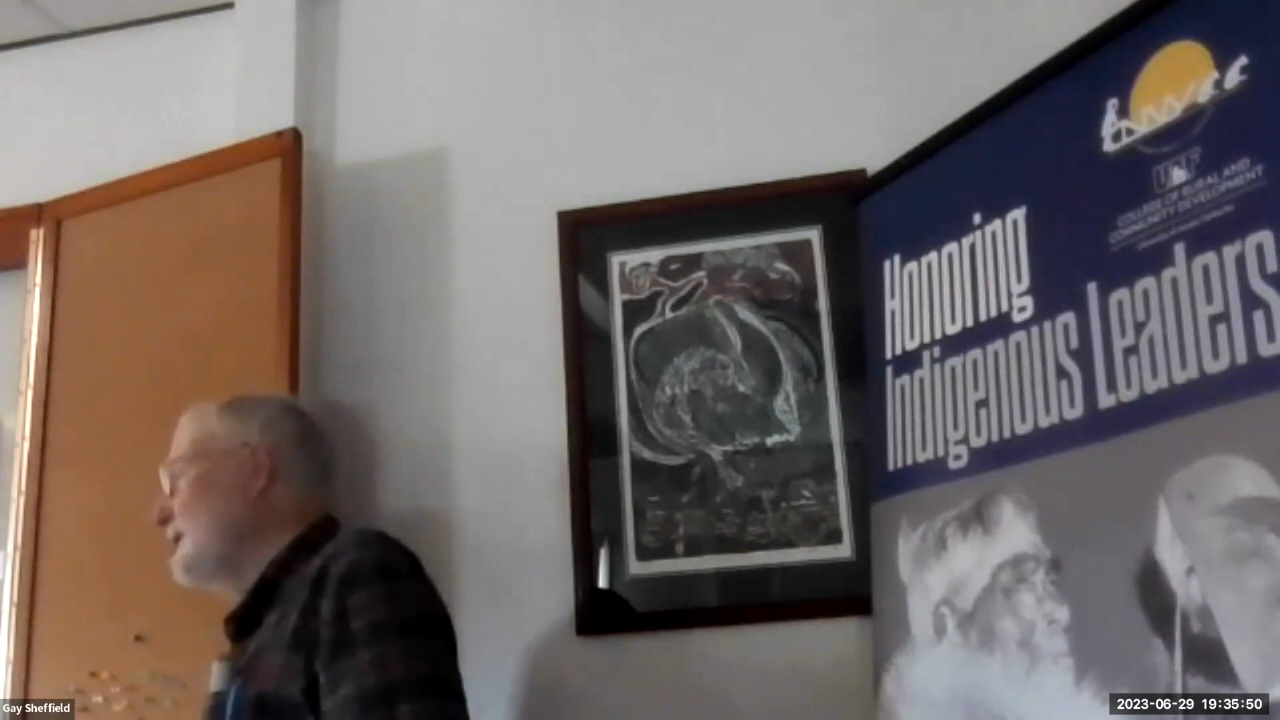 UAF
COLLEGE OF RURAL AND
COMMUNITY DEVELOPMENT
Honoring
Indigenous Leaders
Gay Sheffield
2023-06-29 19:35:50